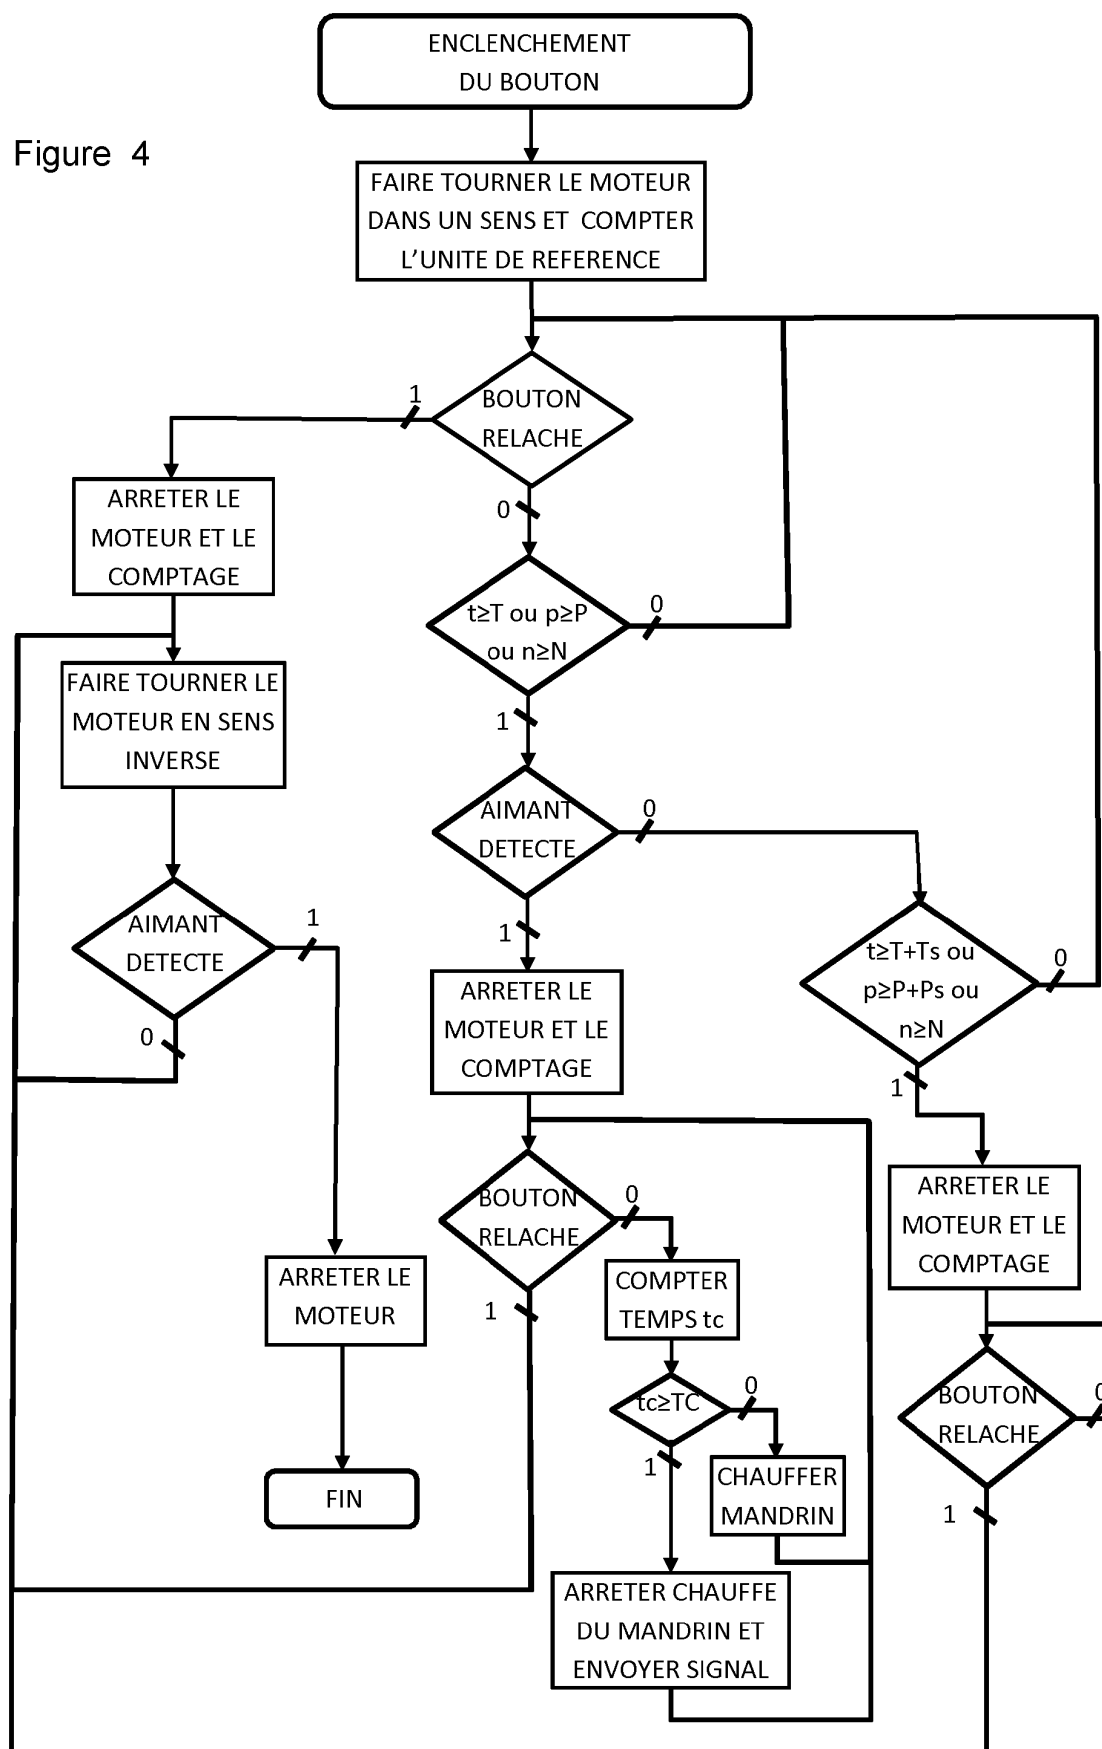 ENCLENCHEMENT
DU BOUTON
Figure 4
FAIRE TOURNER LE MOTEUR
DANS UN SENS ET COMPTER
L'UNITE DE REFERENCE
1
BOUTON
RELACHE
0
ARRETER LE
MOTEUR ET LE
COMPTAGE
t≥T ou p≥P
ou n≥N
0
1
FAIRE TOURNER LE
MOTEUR EN SENS
INVERSE
AIMANT
DETECTE
0
1
AIMANT
DETECTE
1
0
t≥T+Ts ou
p≥P+Ps ou
n≥N
0
1
ARRETER LE
MOTEUR ET LE
COMPTAGE
BOUTON
RELACHE
0
1
ARRETER LE
MOTEUR ET LE
COMPTAGE
ARRETER LE
MOTEUR
COMPTER
TEMPS tc
tc≥TC
0
1
BOUTON
RELACHE
0
1
CHAUFFER
MANDRIN
FIN
ARRETER CHAUFFE
DU MANDRIN ET
ENVOYER SIGNAL